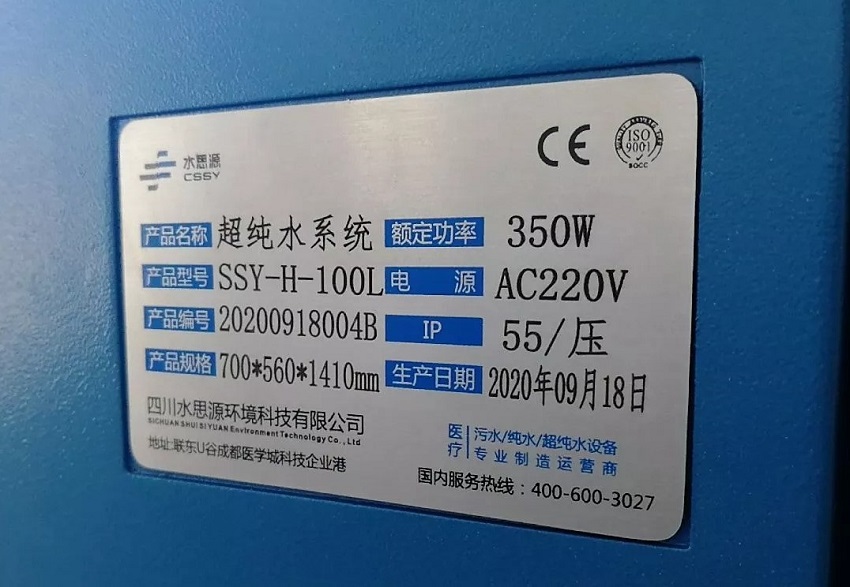 水思源
CSSY
CE
QUALITY SYSTEM
ISO
9001
SGCC
产品名称 超纯水系统 额定功率 350W
产品型号 SSY-H-100L 电 源 AC220V
产品编号 20200918004B IP 55/压
产品规格 700*560*1410mm 生产日期 2020年09月18日
四川水思源环境科技有限公司
SICHUAN SHUI SI YUAN Environment Technology Co.,Ltd
地址:联东U谷成都医学城科技企业港
医疗 污水/纯水/超纯水设备
专业制造运营商
国内服务热线：400-600-3027